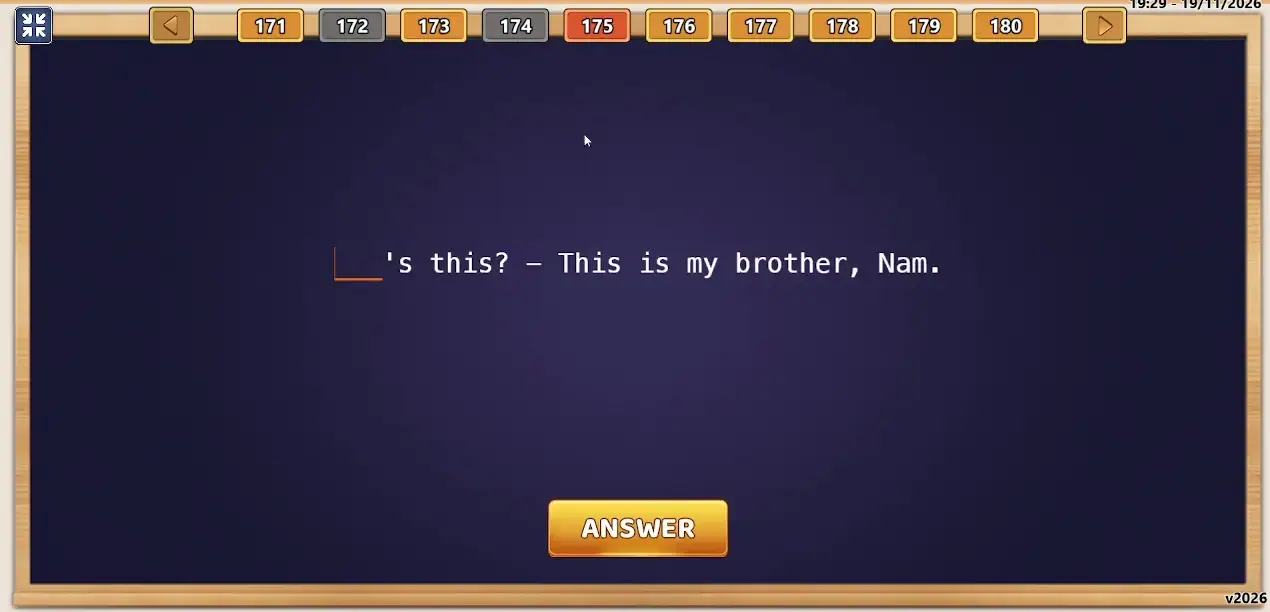 19:29 - 19/11/2026
171 172 173 174 175 176 177 178 179 180
___'s this? – This is my brother, Nam.
ANSWER
v2026